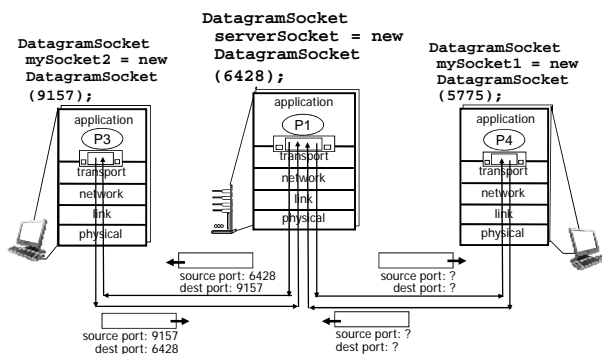 DatagramSocket
serverSocket = new
DatagramSocket
(6428);
DatagramSocket
mySocket2 = new
DatagramSocket
(9157);
DatagramSocket
mySocket1 = new
DatagramSocket
(5775);
application
P3
transport
network
link
physical
application
P1
transport
network
link
physical
application
P4
transport
network
link
physical
source port: 6428
dest port: 9157
source port: ?
dest port: ?
source port: 9157
dest port: 6428
source port: ?
dest port: ?